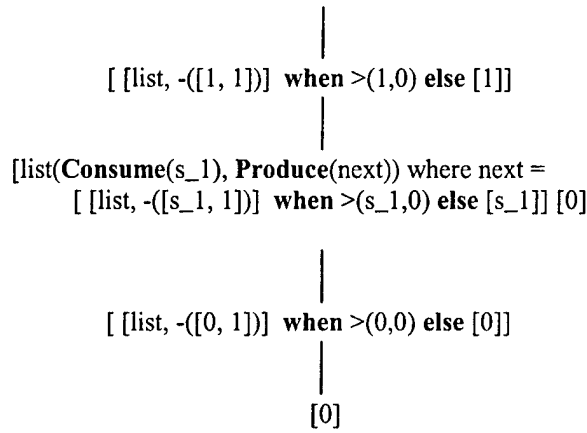 [ [list, -([1, 1])] when >(1,0) else [1]]
[list(Consume(s_1), Produce(next)) where next =
[ [list, -([s_1, 1])] when >(s_1,0) else [s_1]] [0]
[ [list, -([0, 1])] when >(0,0) else [0]]
[0]